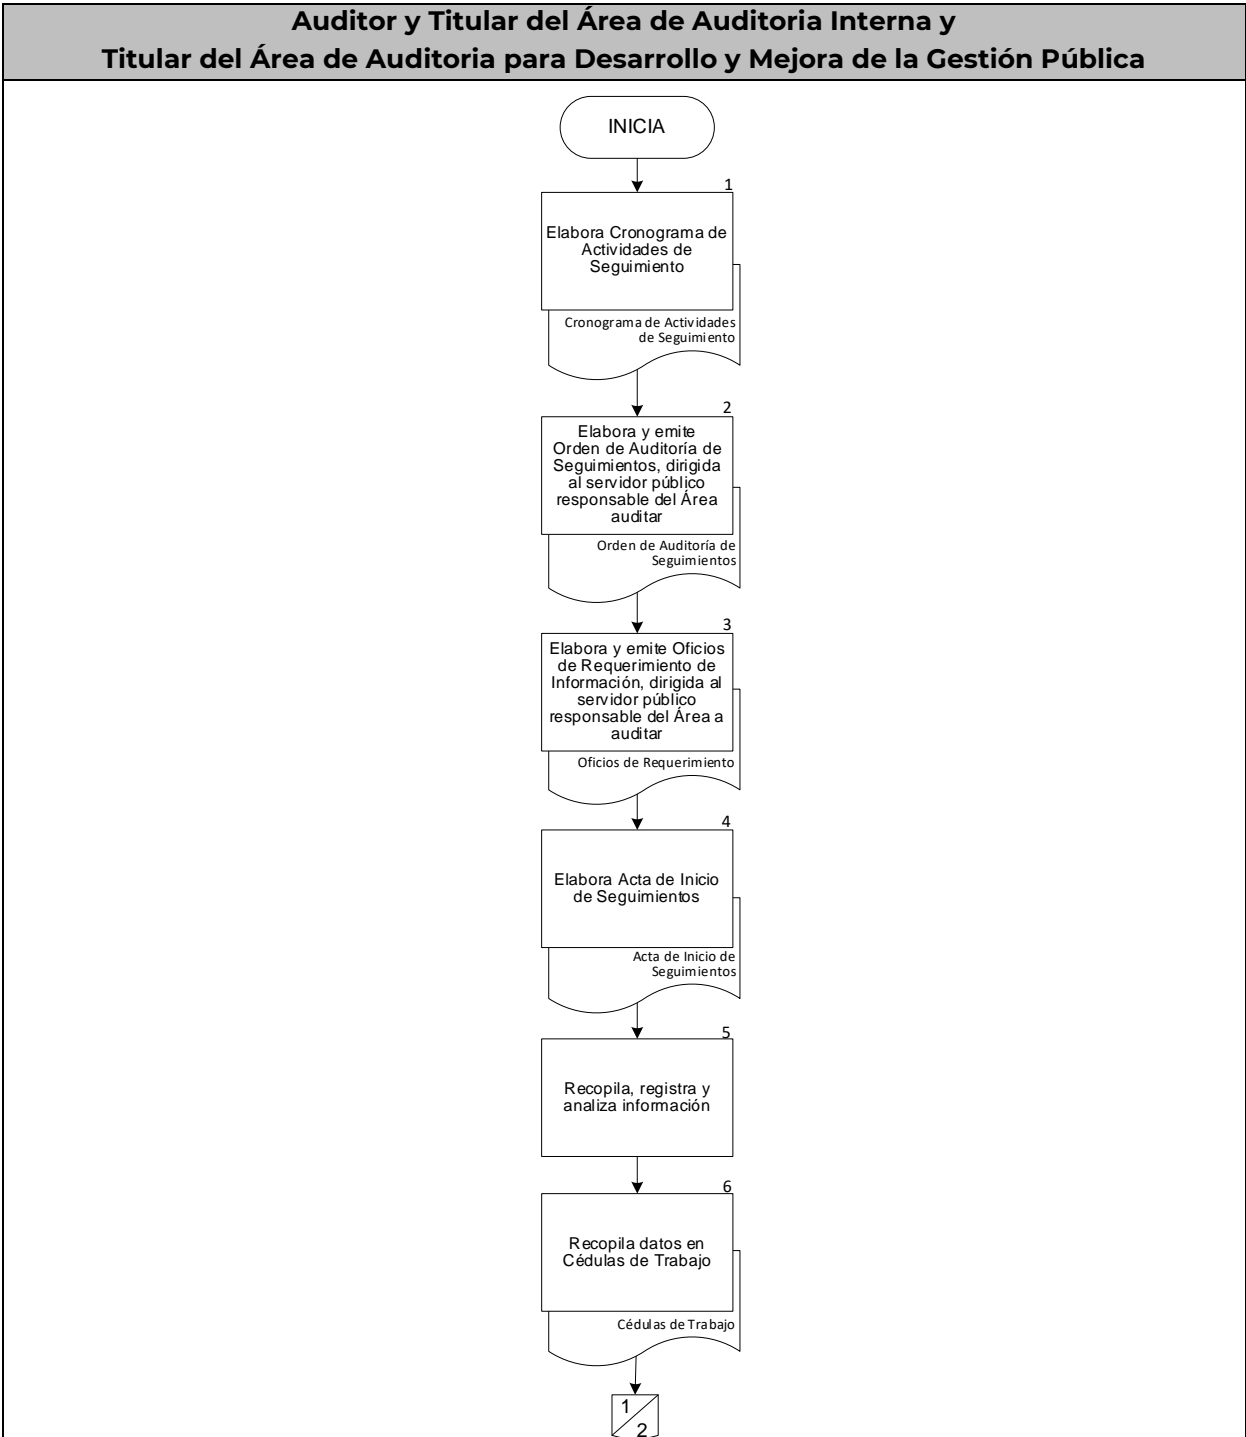 Auditor y Titular del Área de Auditoria Interna y
Titular del Área de Auditoria para Desarrollo y Mejora de la Gestión Pública
INICIA
1
Elabora Cronograma de
Actividades de
Seguimiento
Cronograma de Actividades
de Seguimiento
2
Elabora y emite
Orden de Auditoría de
Seguimientos, dirigida
al servidor público
responsable del Área
auditar
Orden de Auditoría de
Seguimientos
3
Elabora y emite Oficios
de Requerimiento de
Información, dirigida al
servidor público
responsable del Área a
auditar
Oficios de Requerimiento
4
Elabora Acta de Inicio
de Seguimientos
Acta de Inicio de
Seguimientos
5
Recopila, registra y
analiza información
6
Recopila datos en
Cédulas de Trabajo
Cédulas de Trabajo
1
2